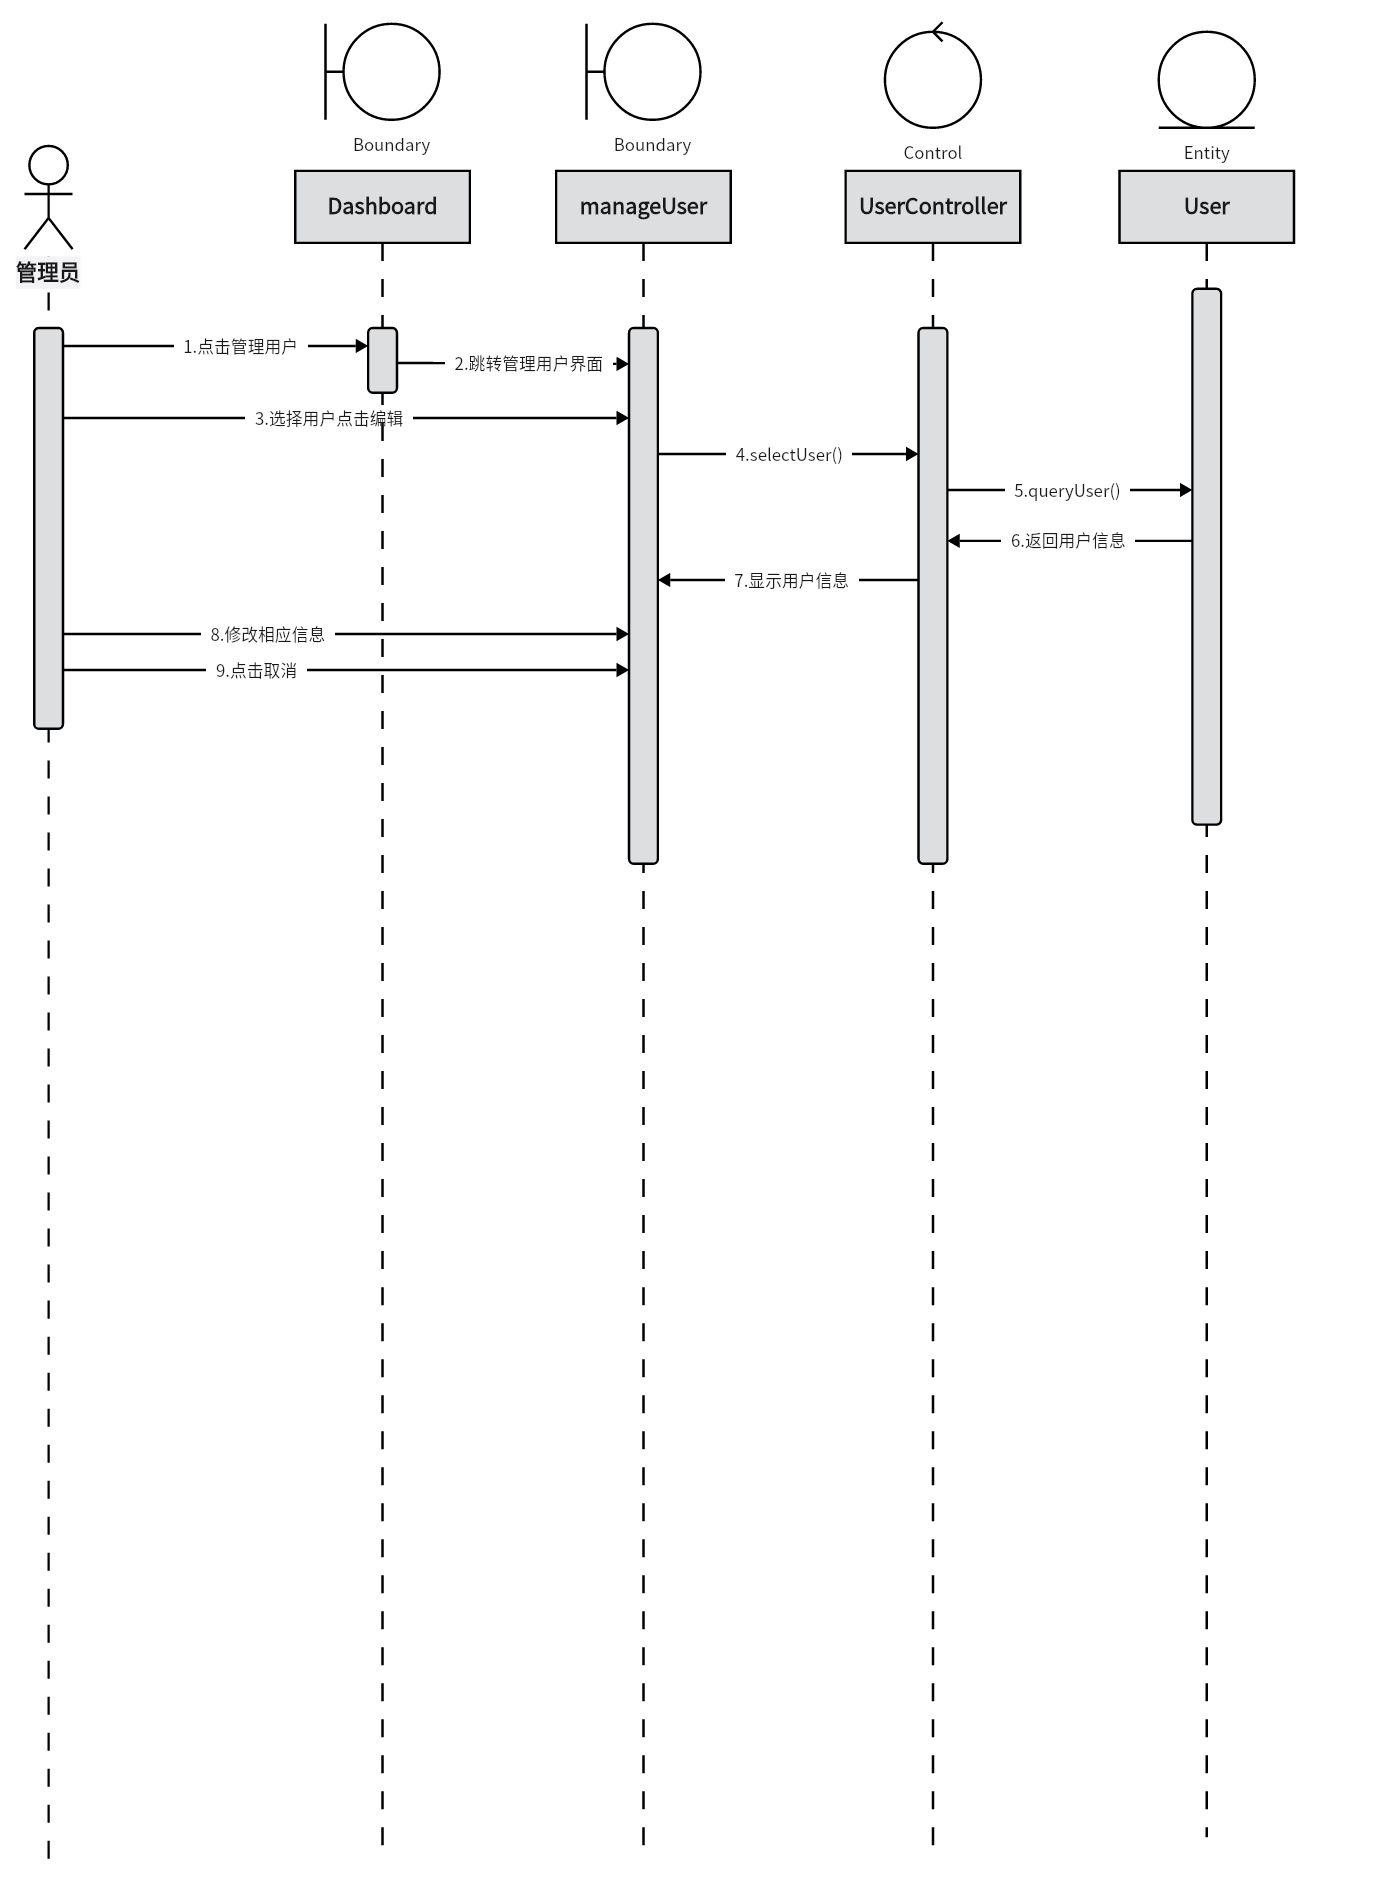 Boundary
Boundary
Control
Entity
Dashboard
manageUser
UserController
User
管理员
1.点击管理用户
2.跳转管理用户界面
3.选择用户点击编辑
4.selectUser()
5.queryUser()
6.返回用户信息
7.显示用户信息
8.修改相应信息
9.点击取消